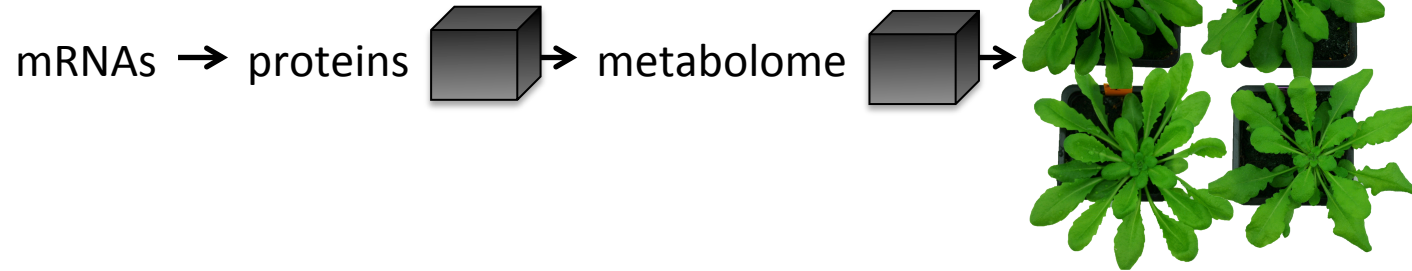 mRNAs → proteins → metabolome →